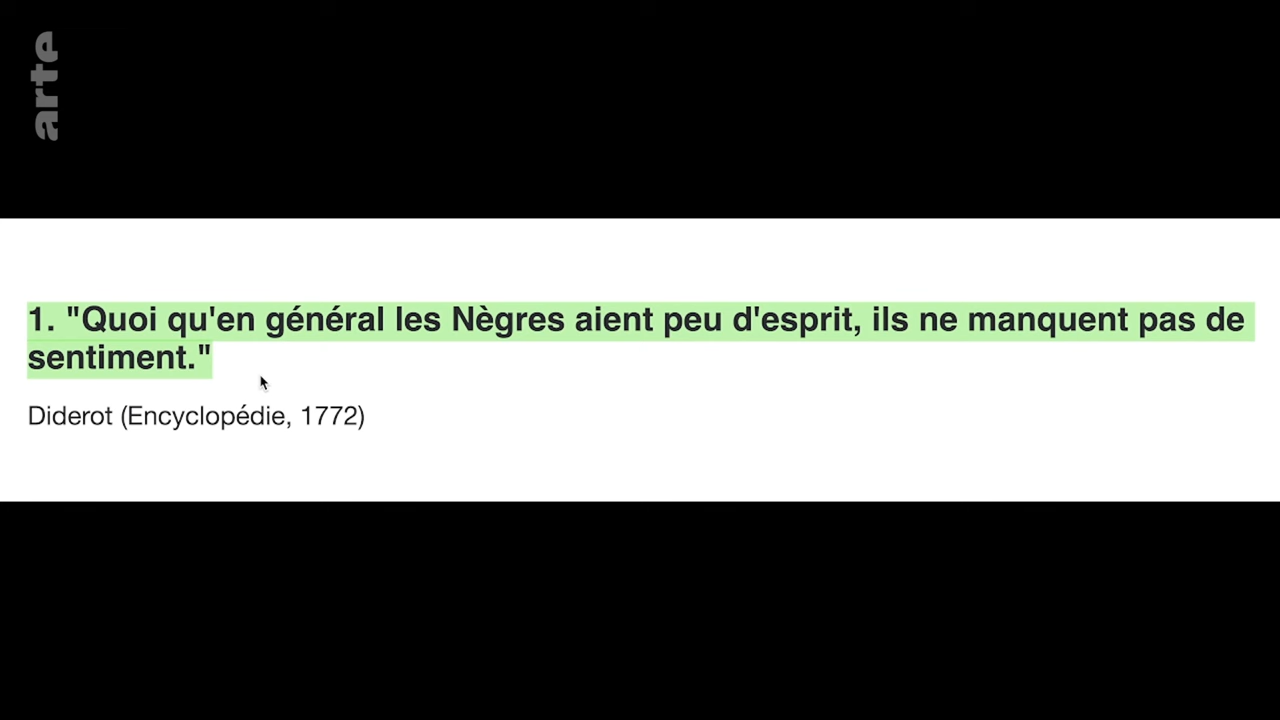 arte
1. "Quoi qu'en général les Nègres aient peu d'esprit, ils ne manquent pas de
sentiment."
Diderot (Encyclopédie, 1772)